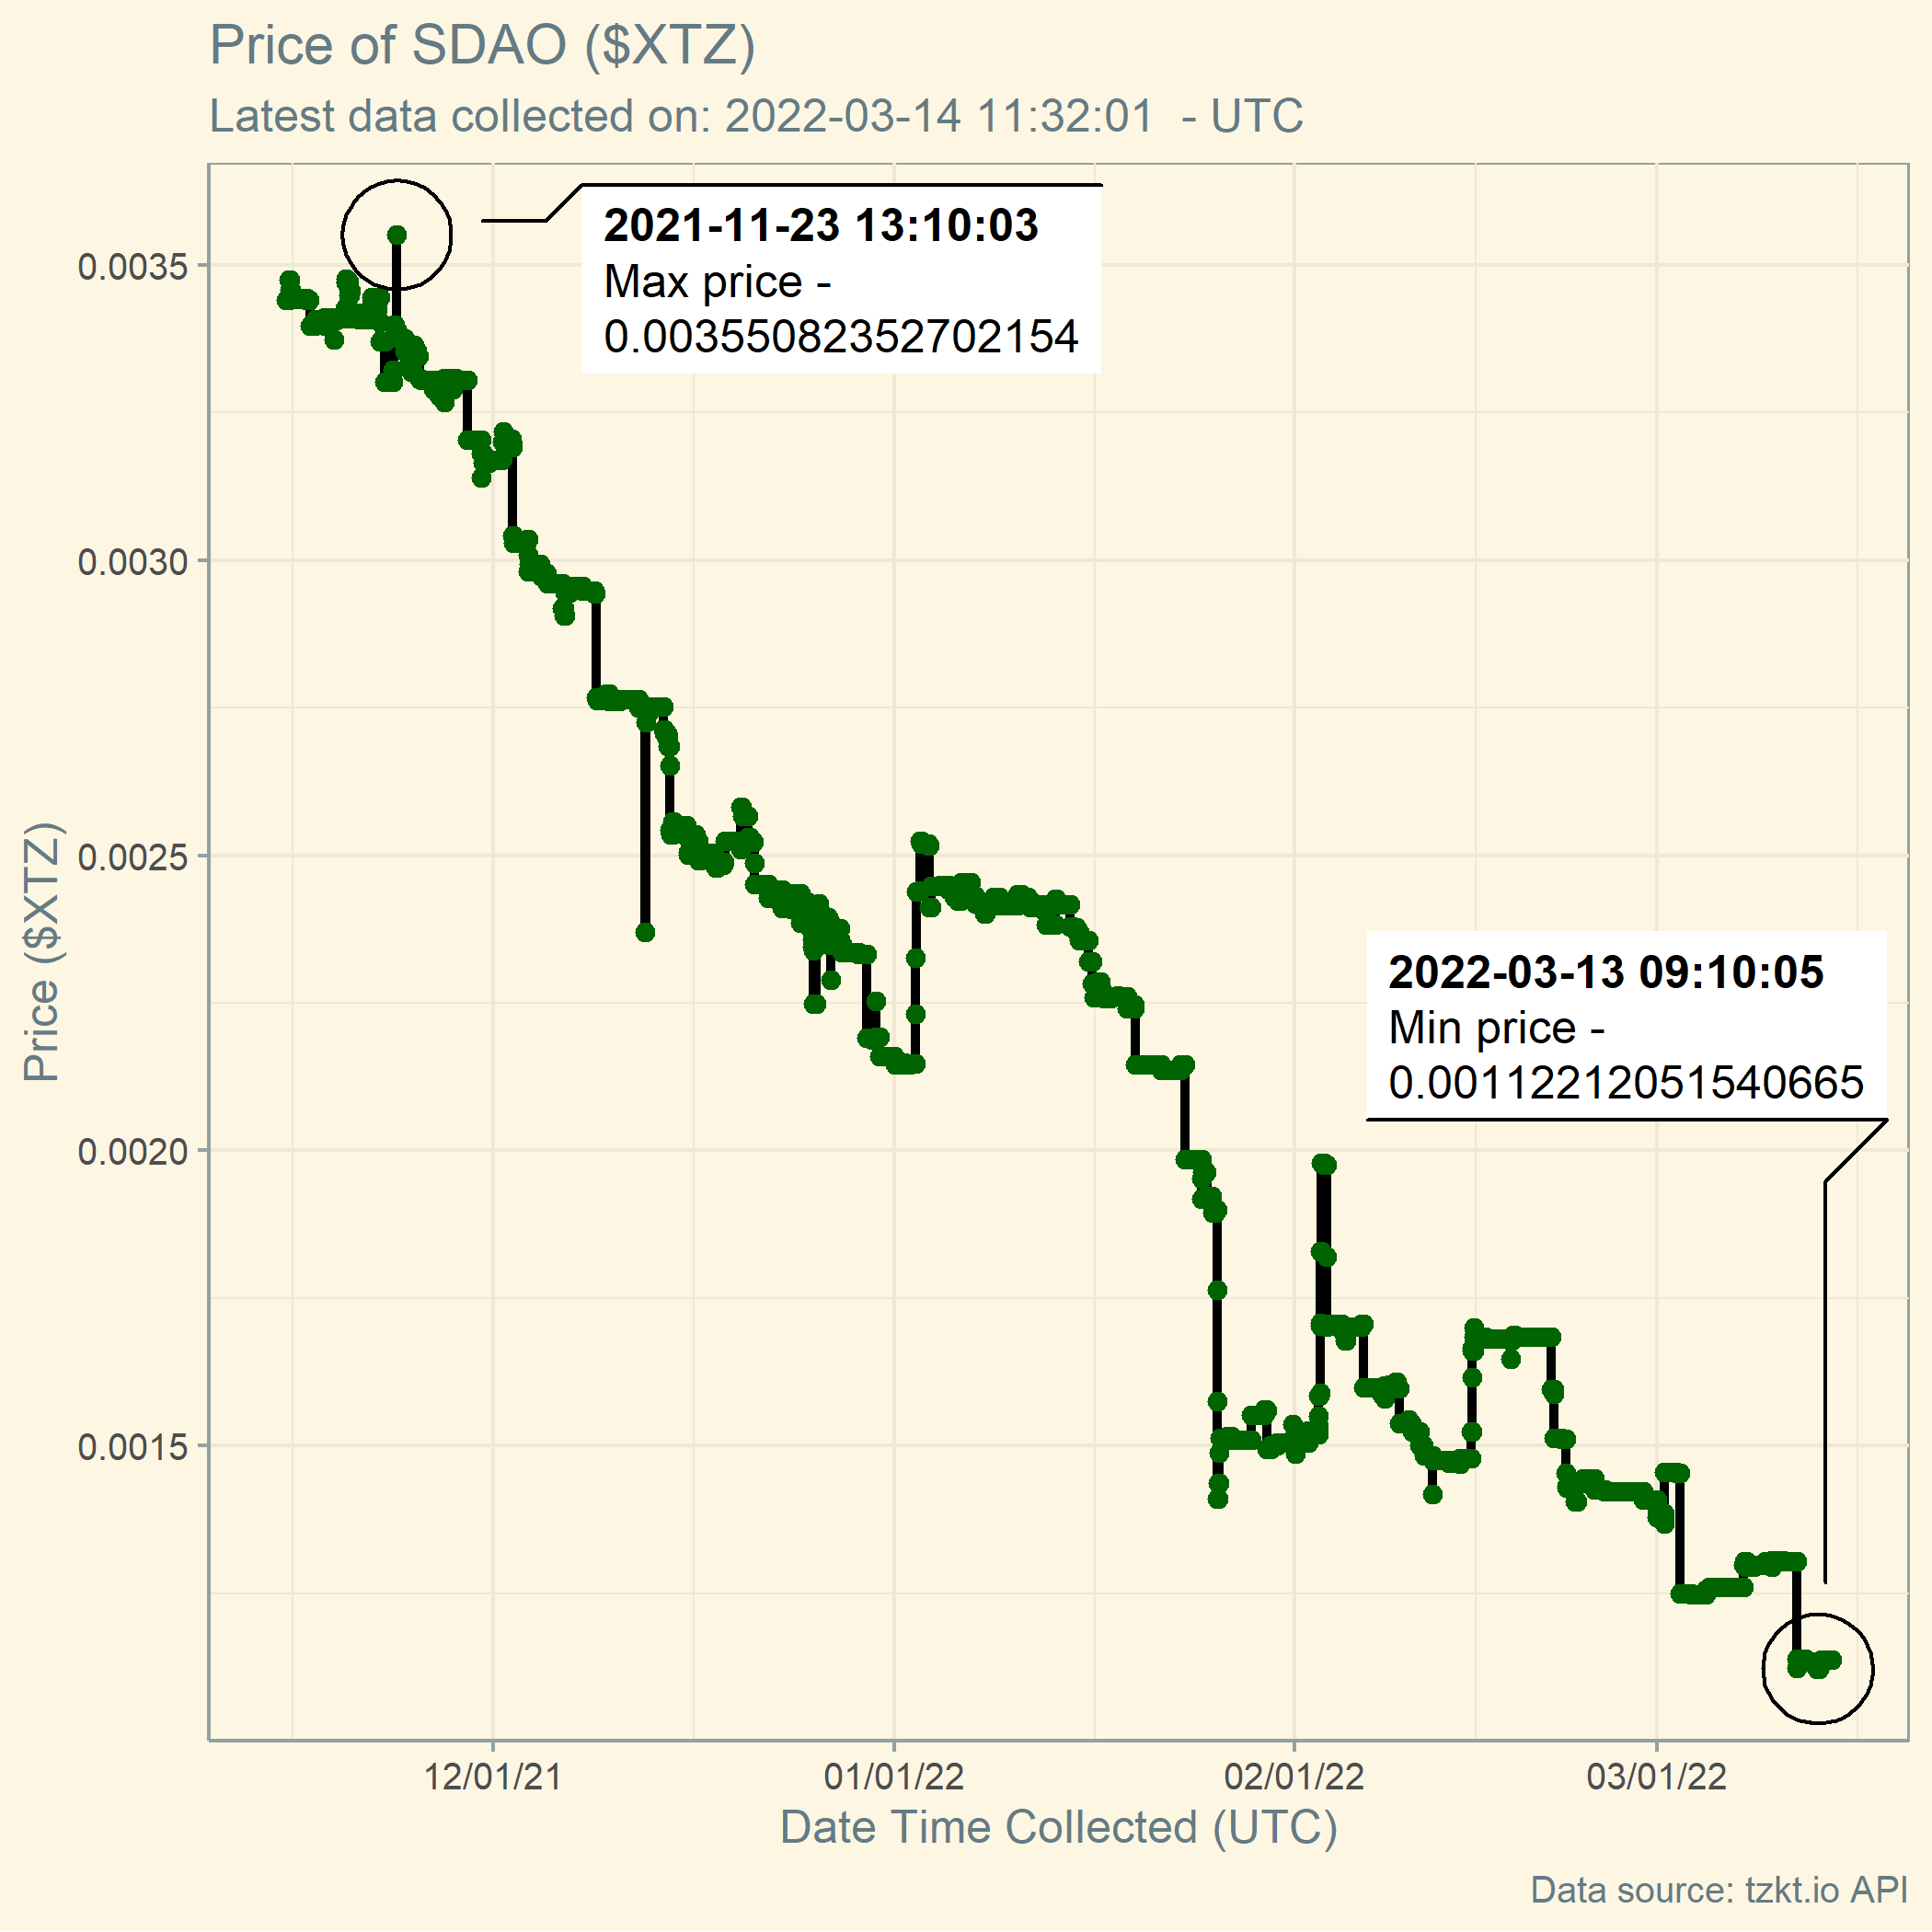 Price of SDAO ($XTZ)
Latest data collected on: 2022-03-14 11:32:01  - UTC
2021-11-23 13:10:03
Max price -
0.00355082352702154
0.0035
0.0030
0.0025
0.0020
0.0015
Price ($XTZ)
2022-03-13 09:10:05
Min price -
0.00112212051540665
12/01/21
01/01/22
02/01/22
03/01/22
Date Time Collected (UTC)
Data source: tzkt.io API